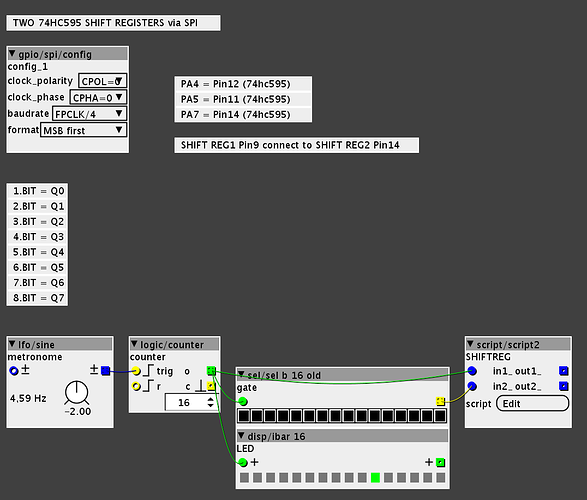 TWO 74HC595 SHIFT REGISTERS via SPI
gpio/spi/config
config_1
clock_polarity CPOL=0
clock_phase CPHA=0
baudrate FPCLK/4
format MSB first
PA4 = Pin12 (74hc595)
PA5 = Pin11 (74hc595)
PA7 = Pin14 (74hc595)
SHIFT REG1 Pin9 connect to SHIFT REG2 Pin14
1.BIT = Q0
2.BIT = Q1
3.BIT = Q2
4.BIT = Q3
5.BIT = Q4
6.BIT = Q5
7.BIT = Q6
8.BIT = Q7
lfo/sine
metronome
± ±
4.59 Hz
-2.00
logic/counter
counter
trig o
r c
16
sel/sel b 16 old
gate
disp/ibar 16
LED
+ +
script/script2
SHIFTREG
in1_ out1_
in2_ out2_
script Edit